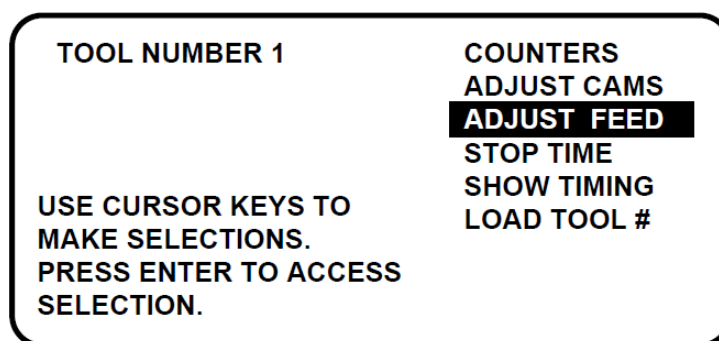 TOOL NUMBER 1
USE CURSOR KEYS TO
MAKE SELECTIONS.
PRESS ENTER TO ACCESS
SELECTION.
COUNTERS
ADJUST CAMS
ADJUST FEED
STOP TIME
SHOW TIMING
LOAD TOOL #